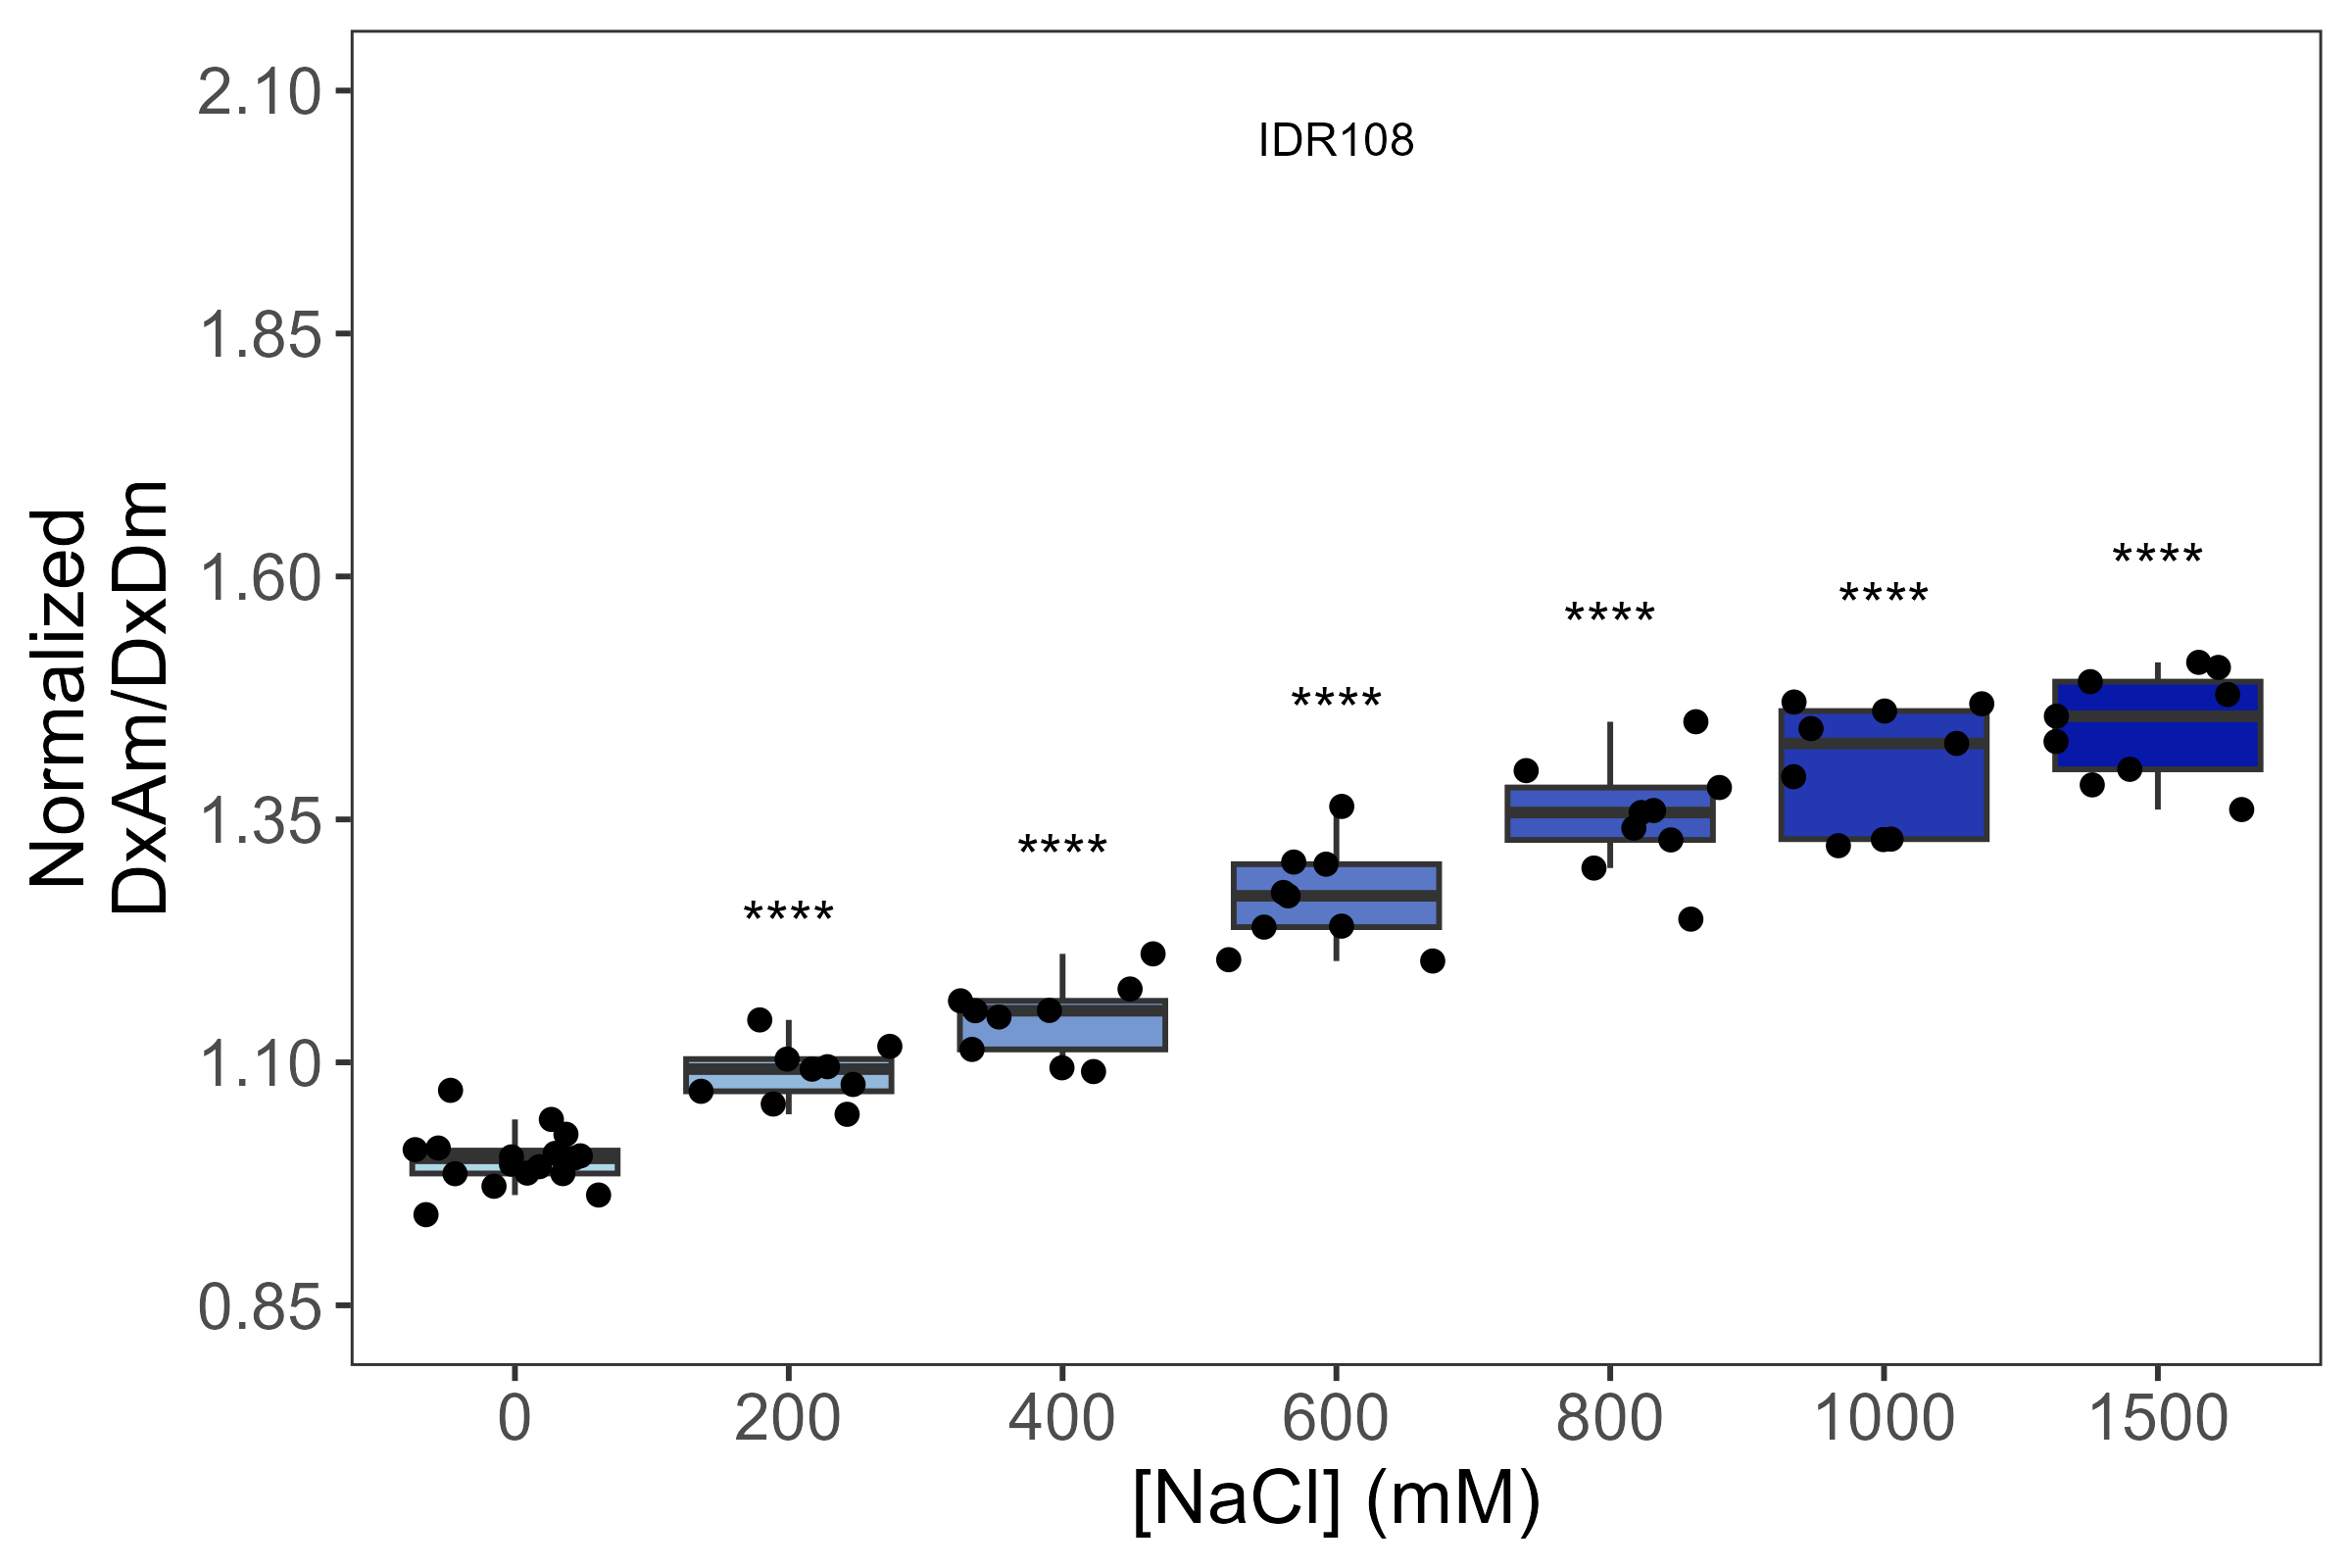 Normalized
DxAm/DxDm
2.10
1.85
1.60
1.35
1.10
0.85
IDR108
****
****
****
****
****
****
0 200 400 600 800 1000 1500
[NaCl] (mM)